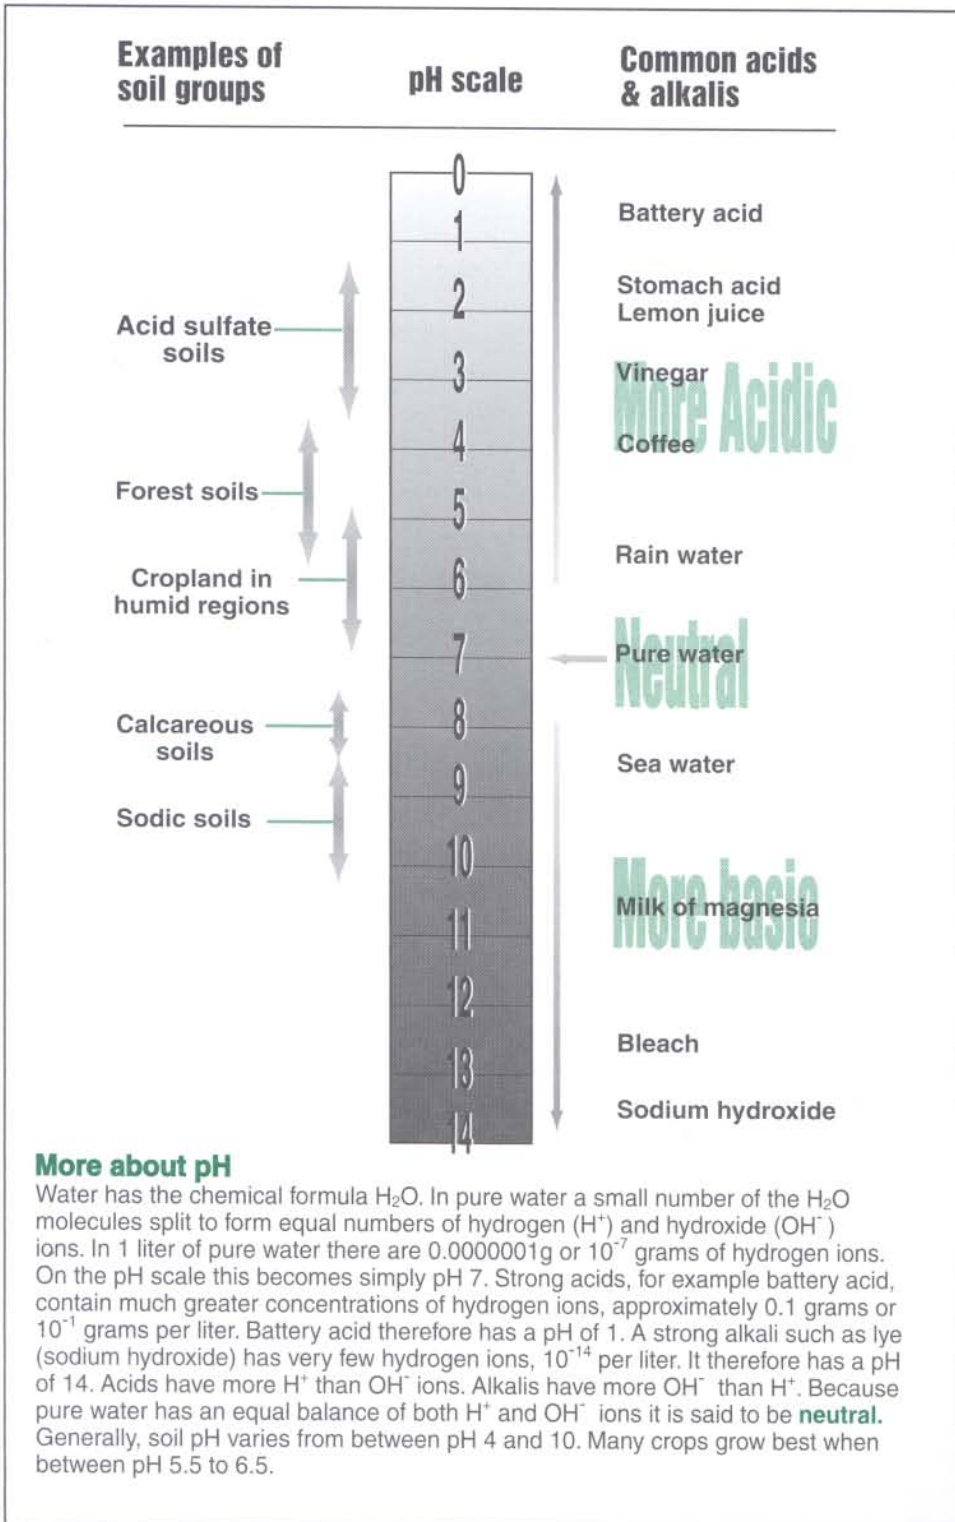 Examples of
soil groups
pH scale
Common acids
& alkalis
0
1
2
3
4
5
6
7
8
9
10
11
12
13
14
Acid sulfate
soils
Forest soils
Cropland in
humid regions
Calcareous
soils
Sodic soils
Battery acid
Stomach acid
Lemon juice
Vinegar
More Acidic
Coffee
Rain water
Neutral
Pure water
Sea water
More basic
Milk of magnesia
Bleach
Sodium hydroxide
More about pH
Water has the chemical formula H₂O. In pure water a small number of the H₂O
molecules split to form equal numbers of hydrogen (H⁺) and hydroxide (OH⁻)
ions. In 1 liter of pure water there are 0.0000001g or 10⁻⁷ grams of hydrogen ions.
On the pH scale this becomes simply pH 7. Strong acids, for example battery acid,
contain much greater concentrations of hydrogen ions, approximately 0.1 grams or
10⁻¹ grams per liter. Battery acid therefore has a pH of 1. A strong alkali such as lye
(sodium hydroxide) has very few hydrogen ions, 10⁻¹⁴ per liter. It therefore has a pH
of 14. Acids have more H⁺ than OH⁻ ions. Alkalis have more OH⁻ than H⁺. Because
pure water has an equal balance of both H⁺ and OH⁻ ions it is said to be neutral.
Generally, soil pH varies from between pH 4 and 10. Many crops grow best when
between pH 5.5 to 6.5.